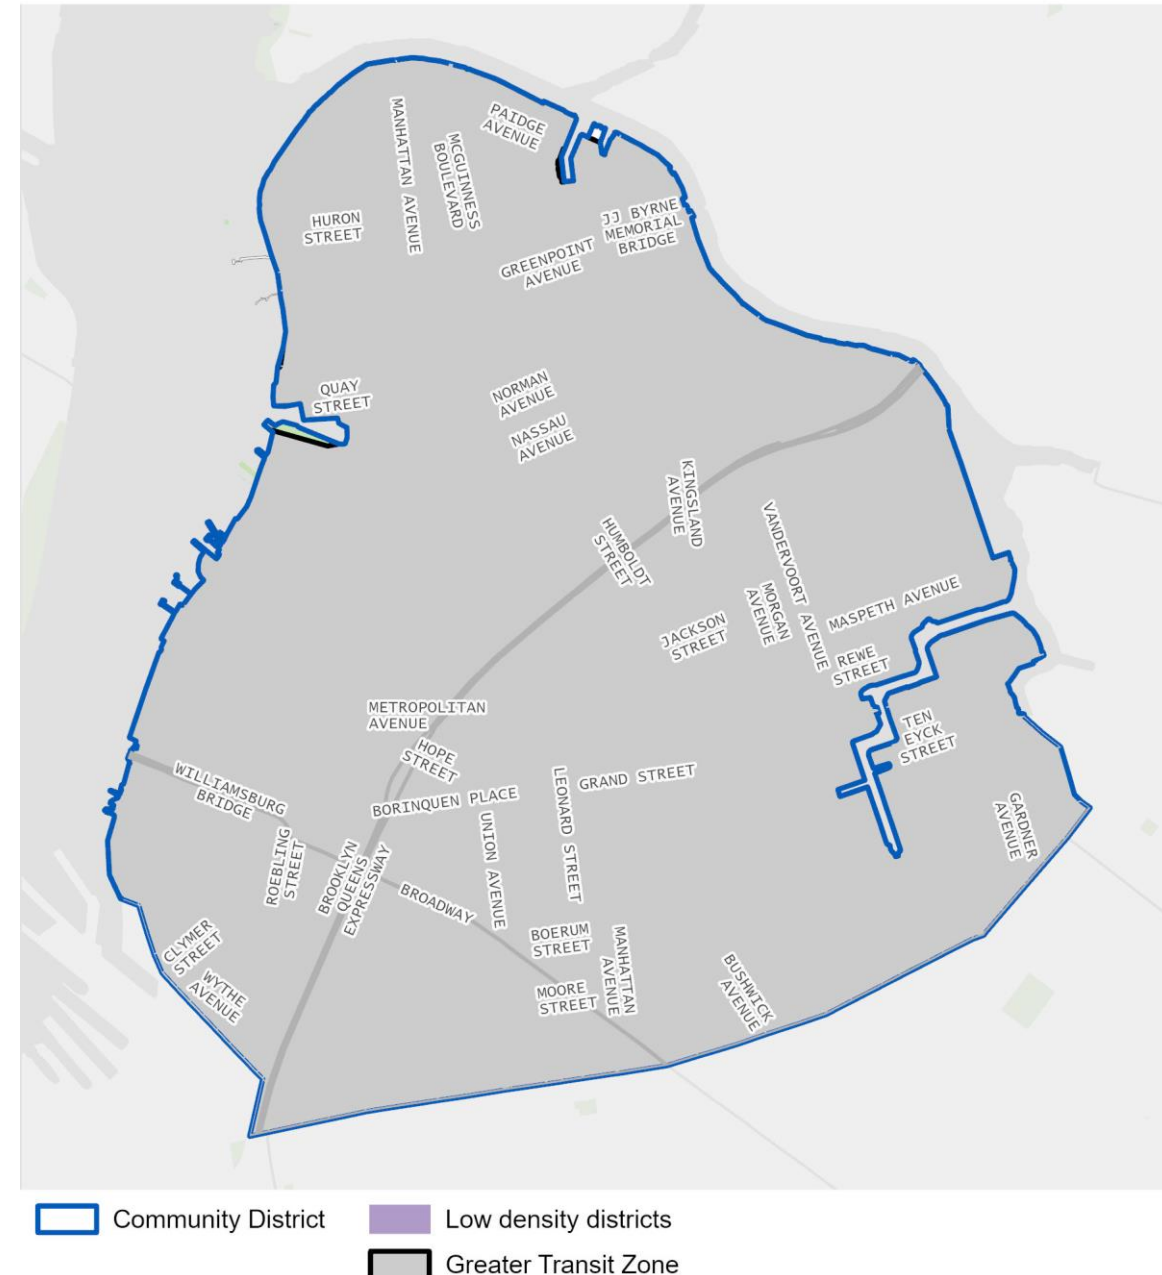 PAIDGE
AVENUE
MANHATTAN AVENUE
MCGUINNESS
BOULEVARD
HURON
STREET
JJ BYRNE
MEMORIAL
BRIDGE
GREENPOINT
AVENUE
QUAY
STREET
NORMAN
AVENUE
NASSAU
AVENUE
KINGSLAND
AVENUE
HUMBOLDT
STREET
VANDERVOORT AVENUE
MORGAN
AVENUE
MASPETH AVENUE
JACKSON
STREET
REWE
STREET
METROPOLITAN
AVENUE
TEN
EYCK
STREET
HOPE
STREET
WILLIAMSBURG
BRIDGE
GRAND STREET
LEONARD STREET
BORINQUEN PLACE
UNION AVENUE
GARDNER
AVENUE
ROEBLING
STREET
BROOKLYN
QUEENS
EXPRESSWAY
BROADWAY
CLYMER
STREET
BOERUM
STREET
MANHATTAN
AVENUE
WYTHE
AVENUE
MOORE
STREET
BUSHWICK
AVENUE
Community District
Low density districts
Greater Transit Zone